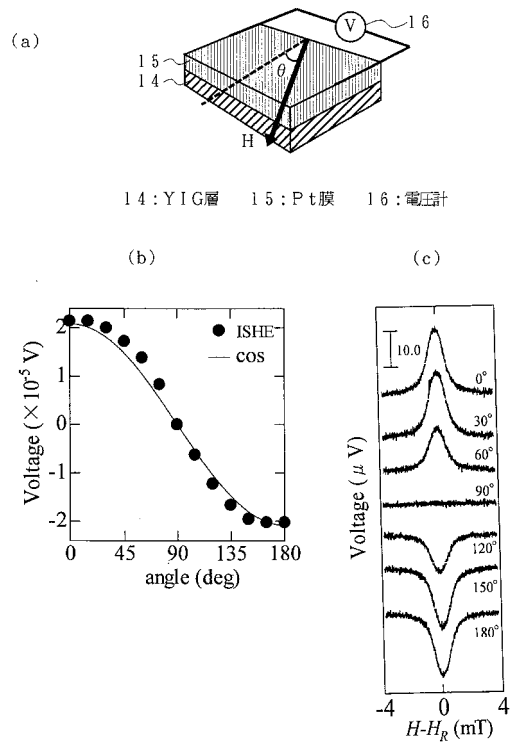 (a)
V
16
15
14
θ
H
14:YIG層 15:Pt膜 16:電圧計
(b)
(c)
Voltage (×10-5 V)
2
1
0
-1
-2
0 45 90 135 180
angle (deg)
ISHE
cos
Voltage (μV)
10.0
0°
30°
60°
90°
120°
150°
180°
-4 0 4
H-HR (mT)